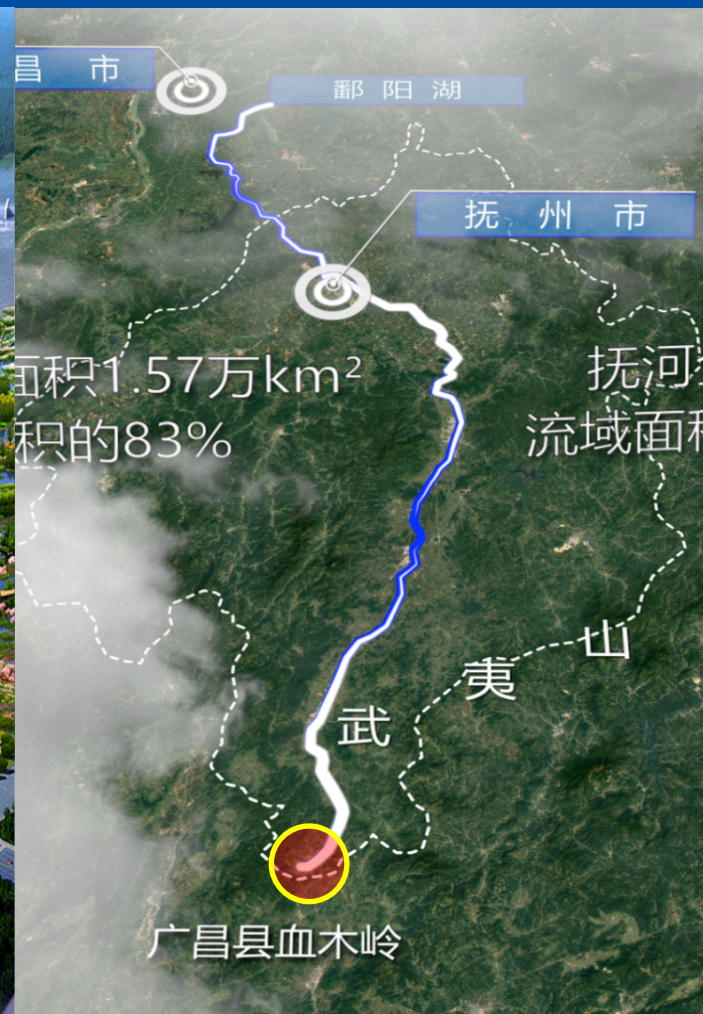 昌 市
鄱 阳 湖
抚 州 市
面积1.57万km²
积的83%
抚河
流域面积
武夷山
广昌县血木岭